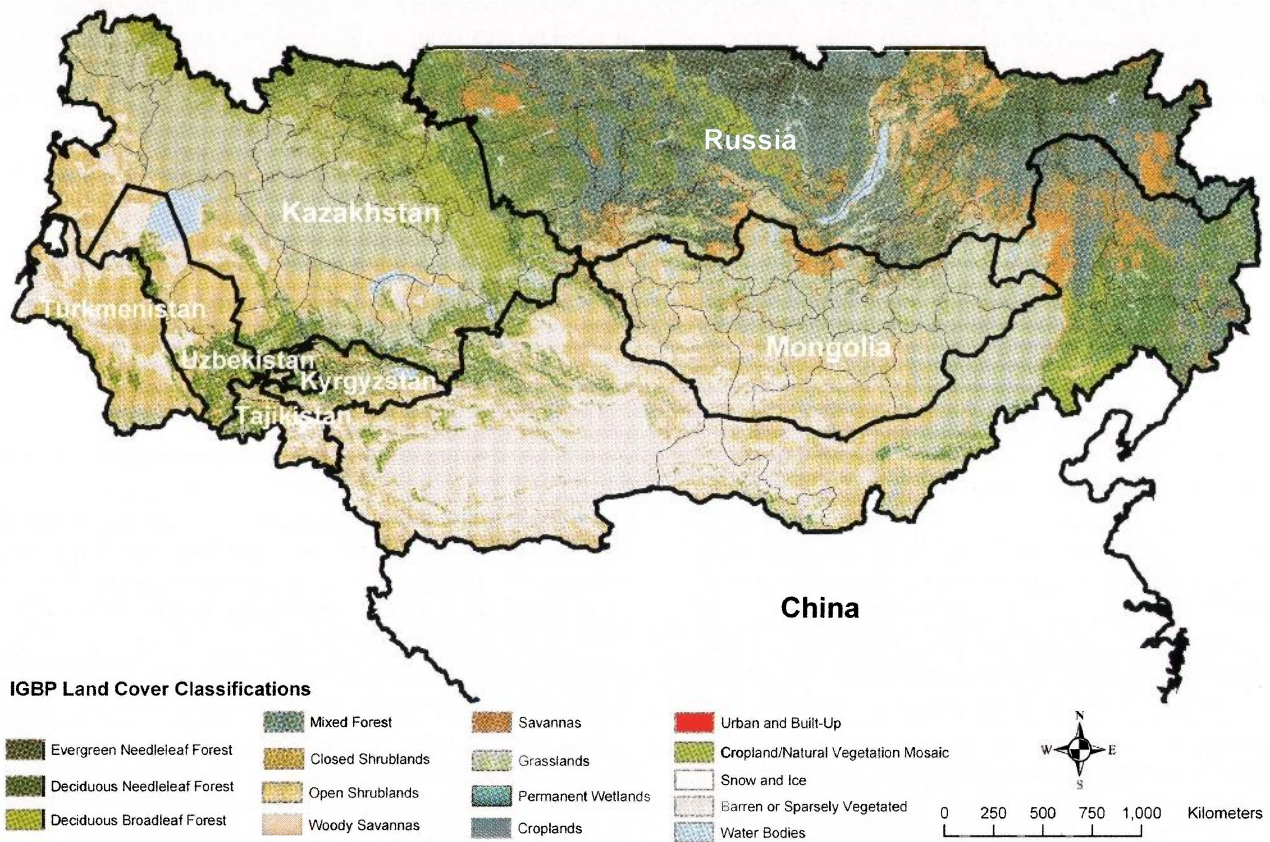 Russia
Kazakhstan
Turkmenistan
Mongolia
Uzbekistan
Kyrgyzstan
Tajikistan
China
IGBP Land Cover Classifications
Evergreen Needleleaf Forest
Deciduous Needleleaf Forest
Deciduous Broadleaf Forest
Mixed Forest
Closed Shrublands
Open Shrublands
Woody Savannas
Savannas
Grasslands
Permanent Wetlands
Croplands
Urban and Built-Up
Cropland/Natural Vegetation Mosaic
Snow and Ice
Barren or Sparsely Vegetated
Water Bodies
N
W E
S
0 250 500 750 1,000 Kilometers